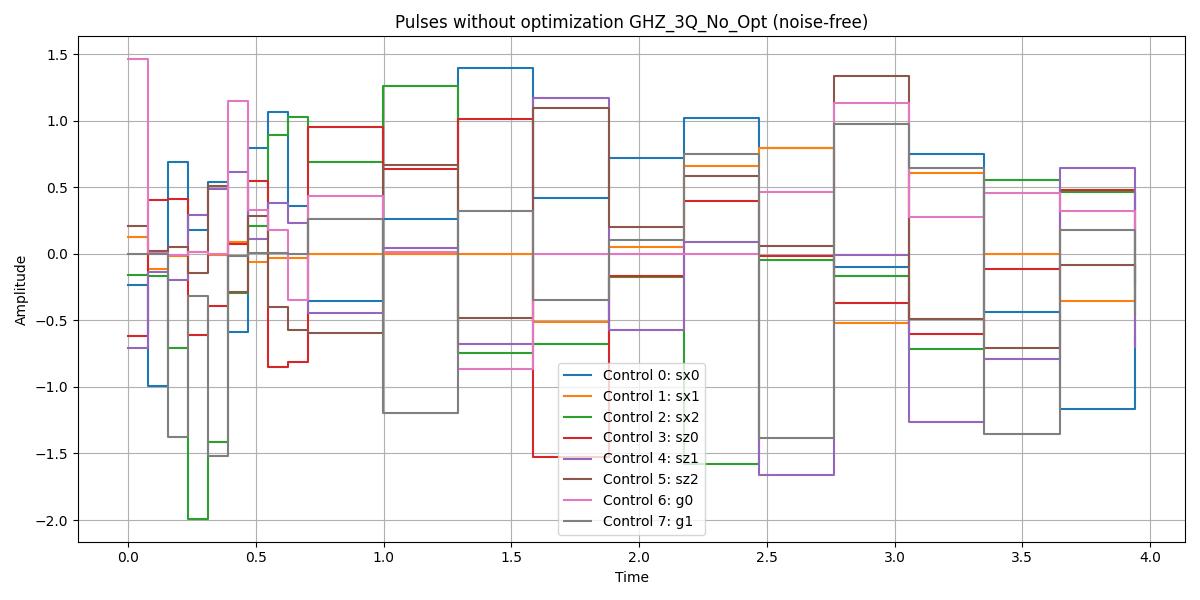 Pulses without optimization GHZ_3Q_No_Opt (noise-free)
1.5
1.0
0.5
0.0
−0.5
−1.0
−1.5
−2.0
Amplitude
Control 0: sx0
Control 1: sx1
Control 2: sx2
Control 3: sz0
Control 4: sz1
Control 5: sz2
Control 6: g0
Control 7: g1
0.0 0.5 1.0 1.5 2.0 2.5 3.0 3.5 4.0
Time